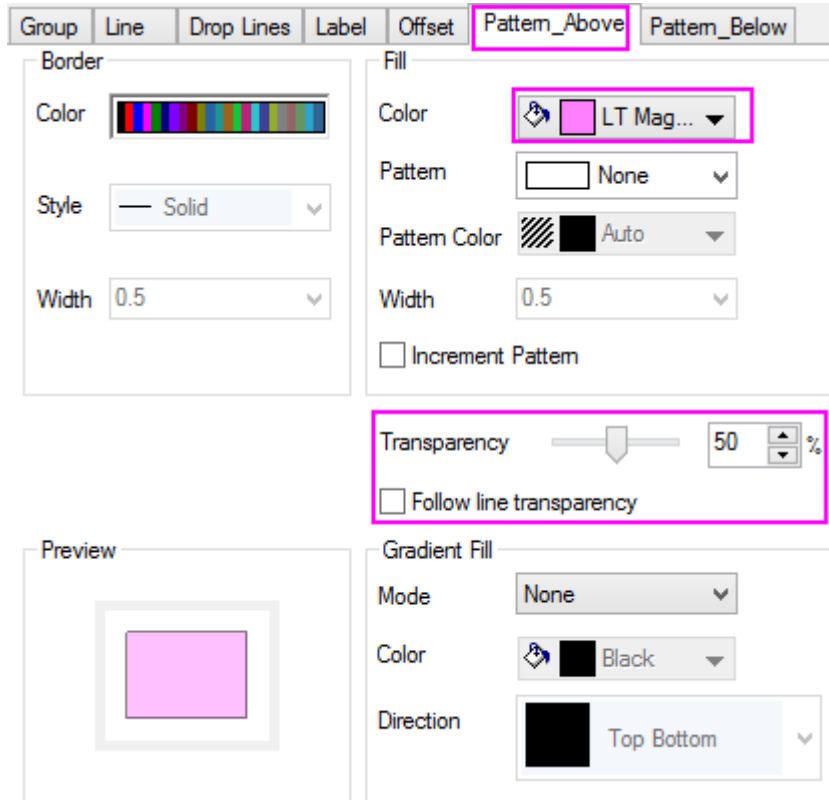 Group Line Drop Lines Label Offset Pattern_Above Pattern_Below
Border
Color
Style Solid
Width 0.5
Fill
Color LT Mag...
Pattern None
Pattern Color Auto
Width 0.5
Increment Pattern
Transparency 50 %
Follow line transparency
Preview
Gradient Fill
Mode None
Color Black
Direction Top Bottom